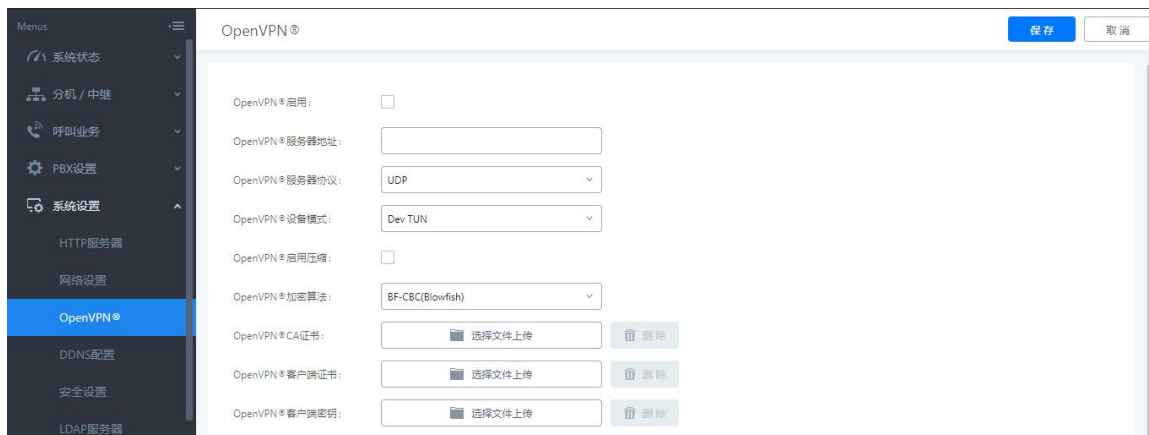 Menus
系统状态
分机 / 中继
呼叫业务
PBX设置
系统设置
HTTP服务器
网络设置
OpenVPN®
DDNS配置
安全设置
LDAP服务器
OpenVPN®
保存 取消
OpenVPN®启用:
OpenVPN®服务器地址:
OpenVPN®服务器协议: UDP
OpenVPN®设备模式: Dev TUN
OpenVPN®启用压缩:
OpenVPN®加密算法: BF-CBC(Blowfish)
OpenVPN®CA证书: 选择文件上传 删除
OpenVPN®客户端证书: 选择文件上传 删除
OpenVPN®客户端密钥: 选择文件上传 删除